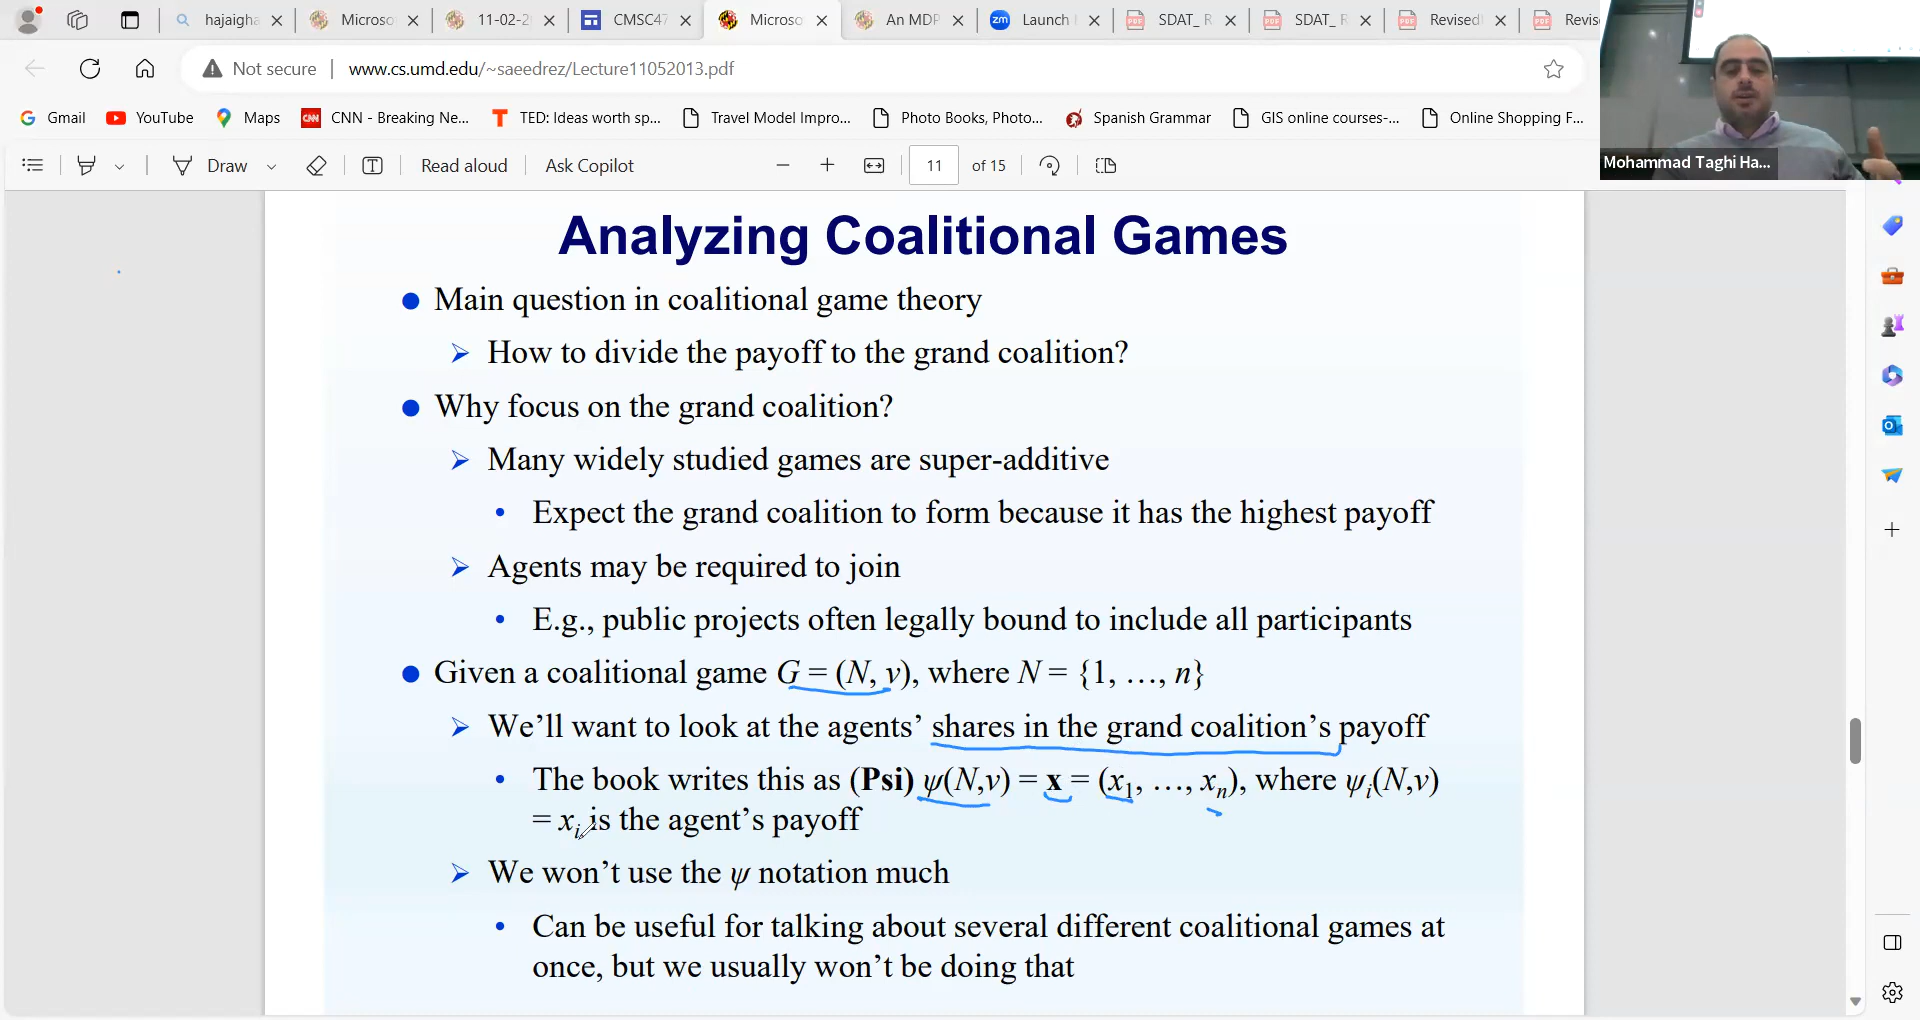 hajaigha
Microso
11-02-2
CMSC47
Microso
An MDP
Launch
SDAT_ R
SDAT_ R
Revised
Revis
Not secure
www.cs.umd.edu/~saeedrez/Lecture11052013.pdf
Gmail
YouTube
Maps
CNN - Breaking Ne...
TED: Ideas worth sp...
Travel Model Impro...
Photo Books, Photo...
Spanish Grammar
GIS online courses-...
Online Shopping F...
Mohammad Taghi Ha...
Draw
Read aloud
Ask Copilot
11 of 15
Analyzing Coalitional Games
● Main question in coalitional game theory
➤ How to divide the payoff to the grand coalition?
● Why focus on the grand coalition?
➤ Many widely studied games are super-additive
• Expect the grand coalition to form because it has the highest payoff
➤ Agents may be required to join
• E.g., public projects often legally bound to include all participants
● Given a coalitional game G = (N, v), where N = {1, …, n}
➤ We’ll want to look at the agents’ shares in the grand coalition’s payoff
• The book writes this as (Psi) ψ(N,v) = x = (x₁, …, xₙ), where ψᵢ(N,v)
= xᵢ is the agent’s payoff
➤ We won’t use the ψ notation much
• Can be useful for talking about several different coalitional games at
once, but we usually won’t be doing that